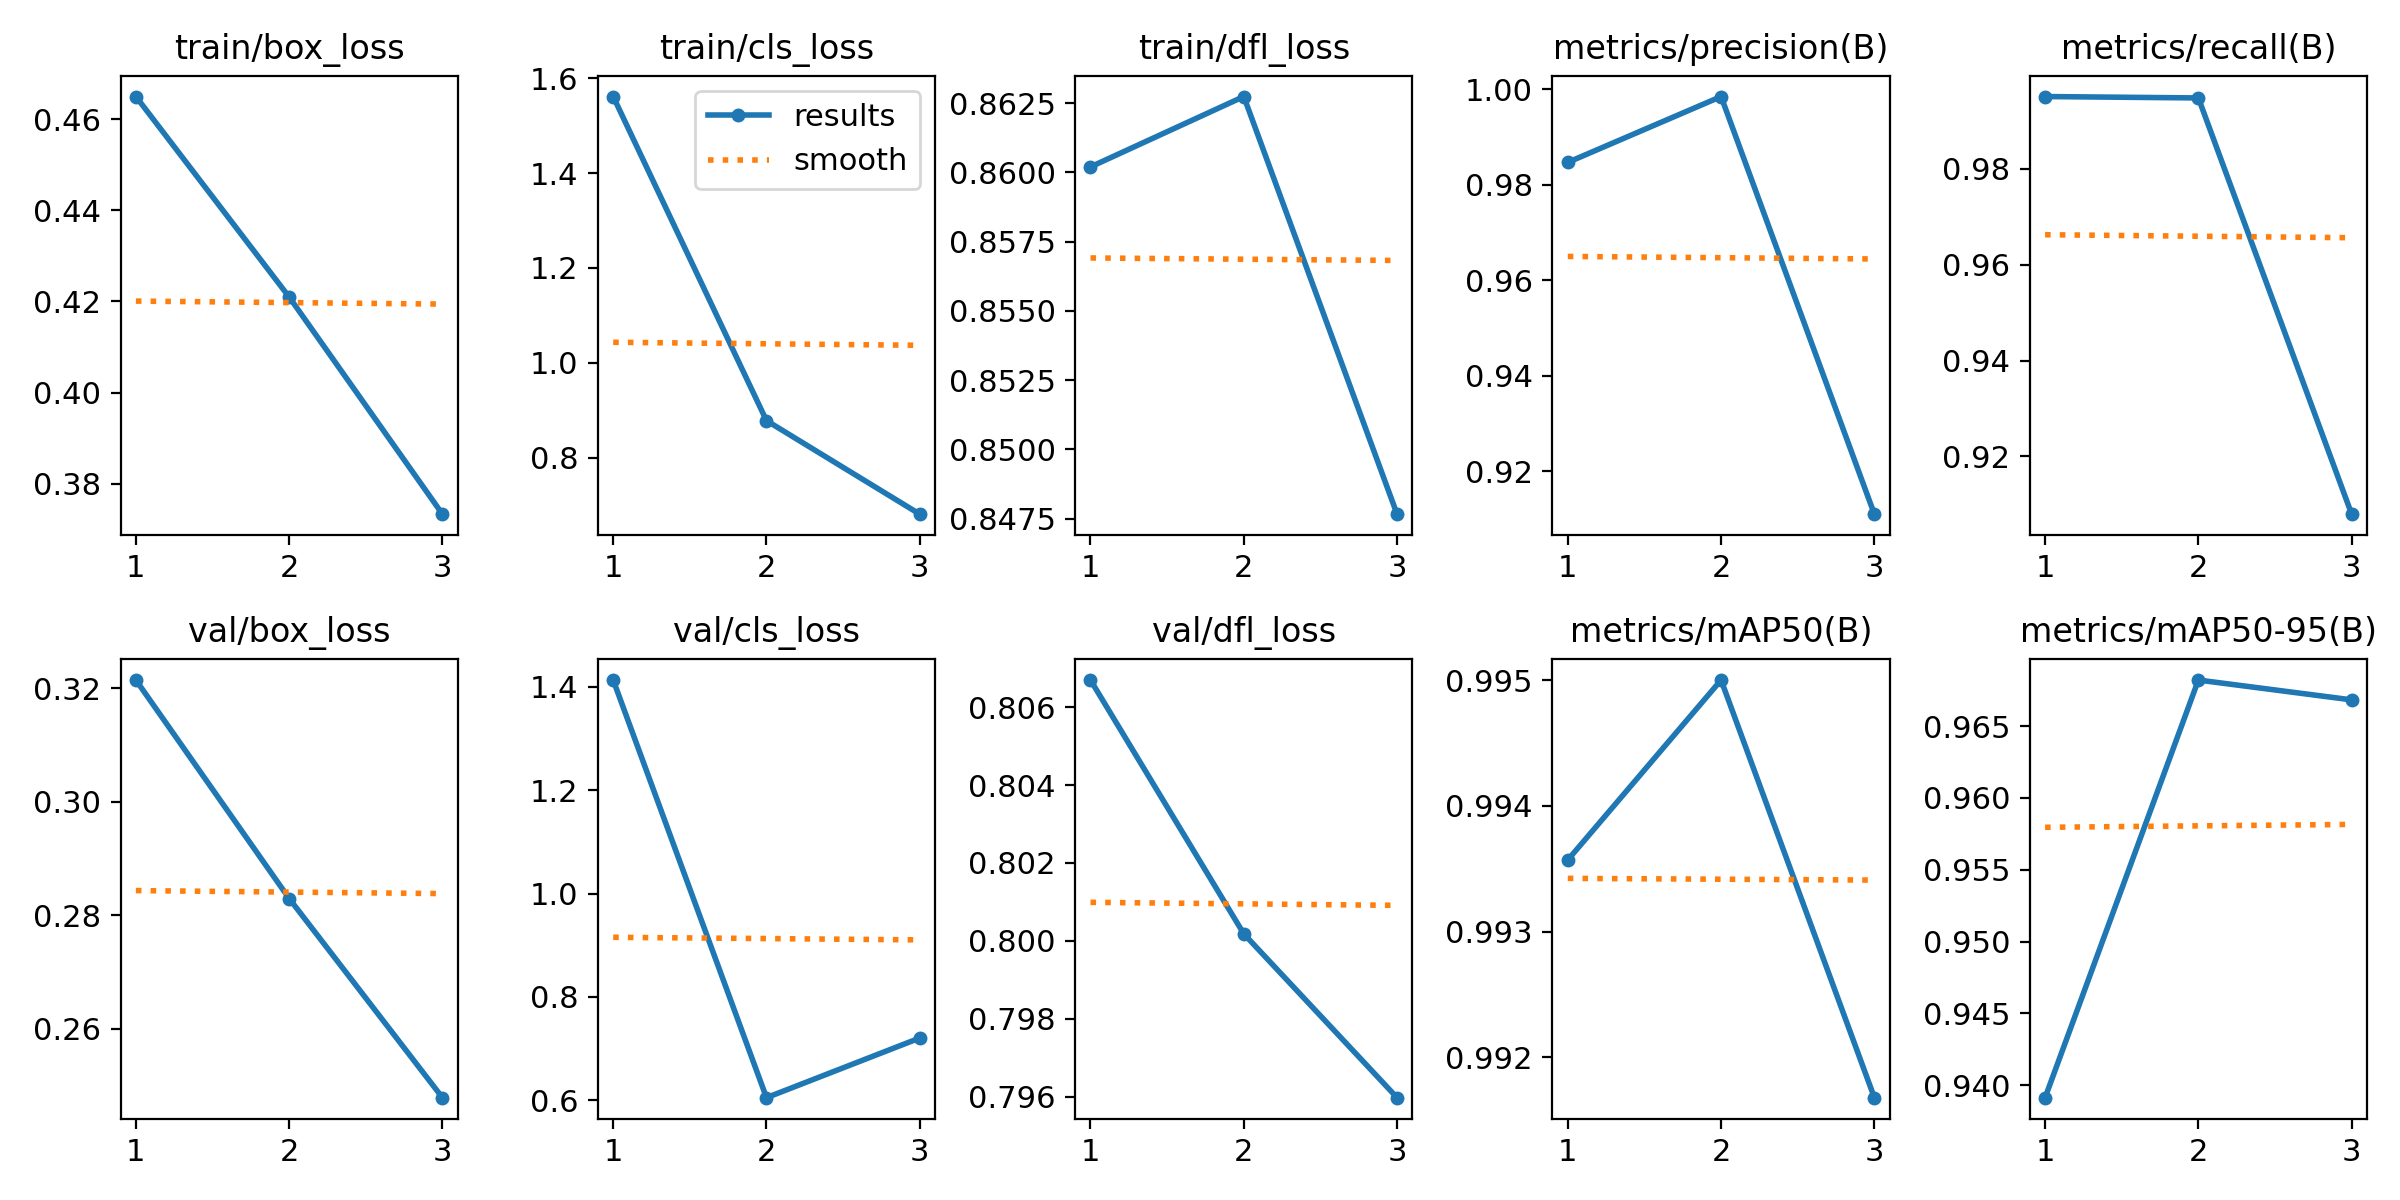 train/box_loss
0.46
0.44
0.42
0.40
0.38
1 2 3
train/cls_loss
1.6
1.4
1.2
1.0
0.8
results
smooth
1 2 3
train/dfl_loss
0.8625
0.8600
0.8575
0.8550
0.8525
0.8500
0.8475
1 2 3
metrics/precision(B)
1.00
0.98
0.96
0.94
0.92
1 2 3
metrics/recall(B)
0.98
0.96
0.94
0.92
1 2 3
val/box_loss
0.32
0.30
0.28
0.26
1 2 3
val/cls_loss
1.4
1.2
1.0
0.8
0.6
1 2 3
val/dfl_loss
0.806
0.804
0.802
0.800
0.798
0.796
1 2 3
metrics/mAP50(B)
0.995
0.994
0.993
0.992
1 2 3
metrics/mAP50-95(B)
0.965
0.960
0.955
0.950
0.945
0.940
1 2 3